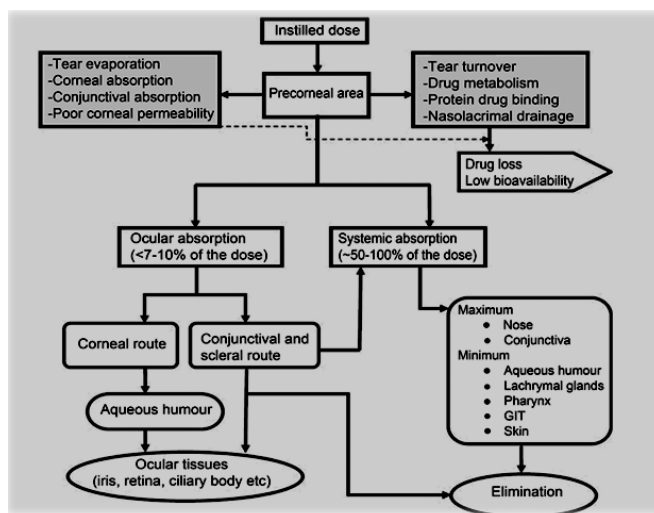 Instilled dose
-Tear evaporation
-Corneal absorption
-Conjunctival absorption
-Poor corneal permeability
Precorneal area
-Tear turnover
-Drug metabolism
-Protein drug binding
-Nasolacrimal drainage
Drug loss
Low bioavailability
Ocular absorption
(<7-10% of the dose)
Systemic absorption
(~50-100% of the dose)
Corneal route
Conjunctival and
scleral route
Maximum
● Nose
● Conjunctiva
Minimum
● Aqueous humour
● Lachrymal glands
● Pharynx
● GIT
● Skin
Aqueous humour
Ocular tissues
(iris, retina, ciliary body etc)
Elimination